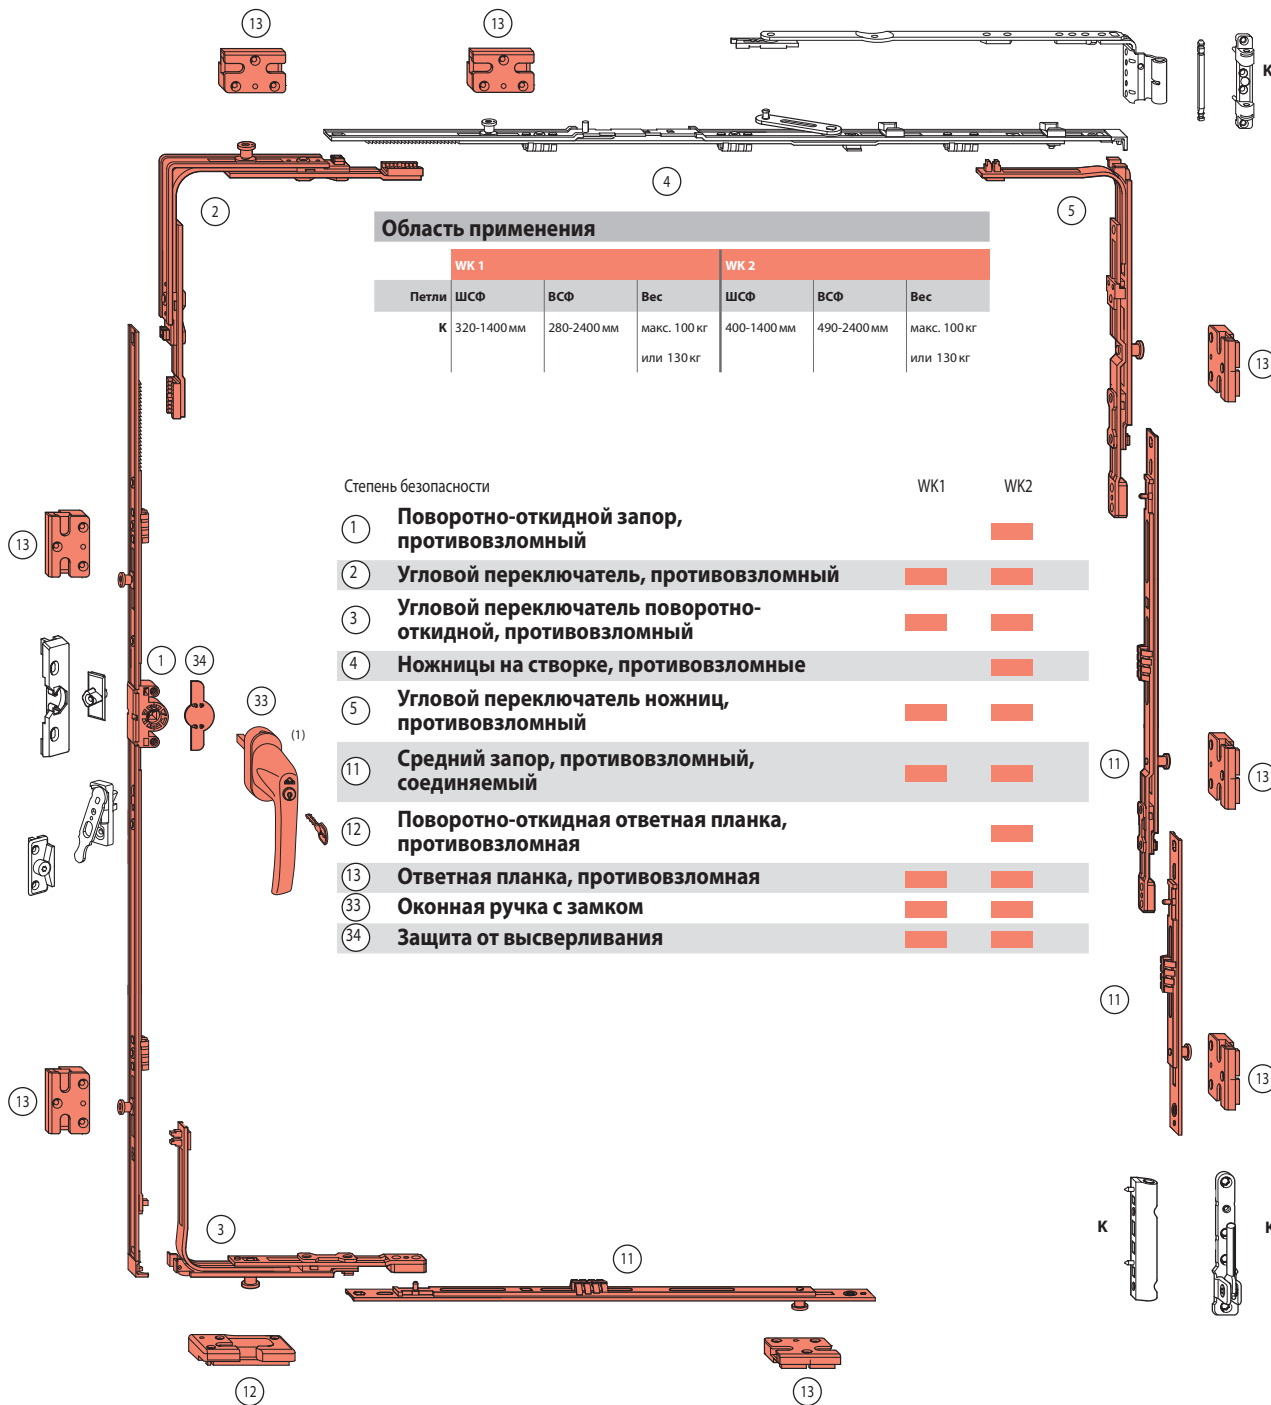 13
13
K
2
4
5
Область применения
WK 1 WK 2
Петли ШСФ ВСФ Вес ШСФ ВСФ Вес
K 320-1400 мм 280-2400 мм макс. 100 кг 400-1400 мм 490-2400 мм макс. 100 кг
или 130 кг или 130 кг
13
Степень безопасности WK1 WK2
1 Поворотно-откидной запор,
противовзломный
2 Угловой переключатель, противовзломный
3 Угловой переключатель поворотно-
откидной, противовзломный
4 Ножницы на створке, противовзломные
5 Угловой переключатель ножниц,
противовзломный
11 Средний запор, противовзломный,
соединяемый
12 Поворотно-откидная ответная планка,
противовзломная
13 Ответная планка, противовзломная
33 Оконная ручка с замком
34 Защита от высверливания
13
1
34
33
(1)
11
13
11
13
13
3
11
K
K
12
13